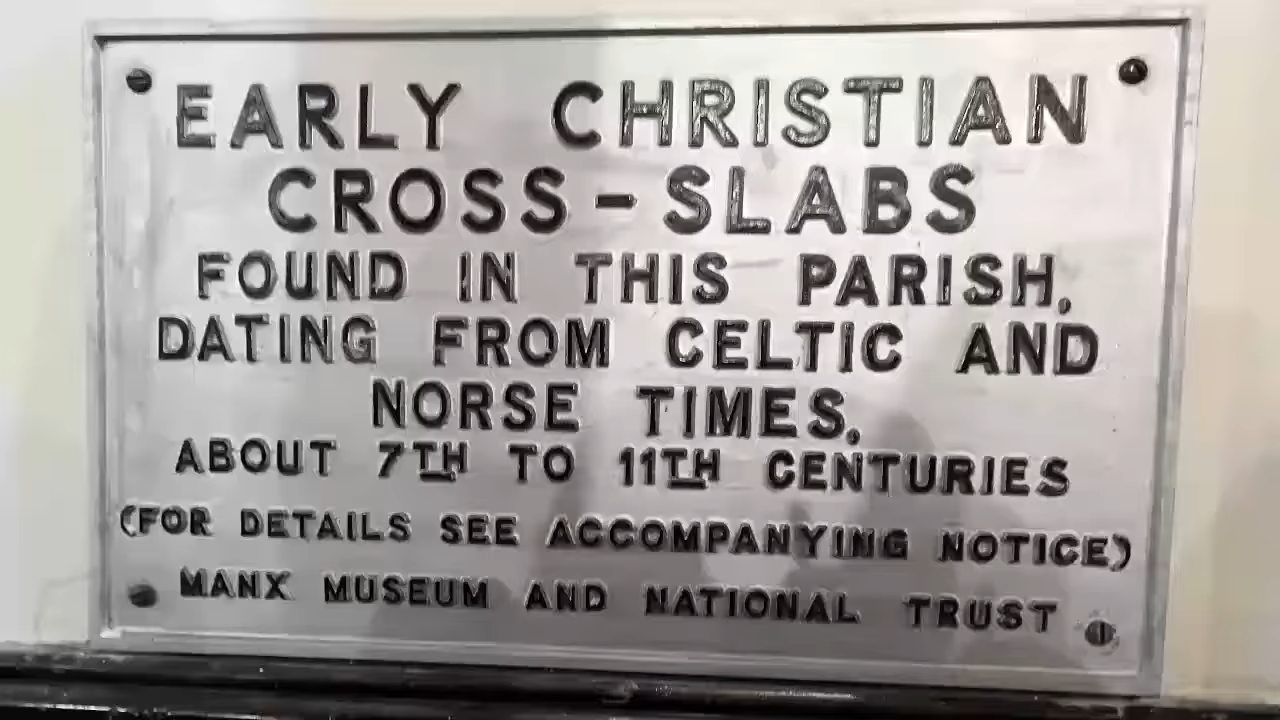 EARLY CHRISTIAN
CROSS-SLABS
FOUND IN THIS PARISH,
DATING FROM CELTIC AND
NORSE TIMES,
ABOUT 7TH TO 11TH CENTURIES
(FOR DETAILS SEE ACCOMPANYING NOTICE)
MANX MUSEUM AND NATIONAL TRUST